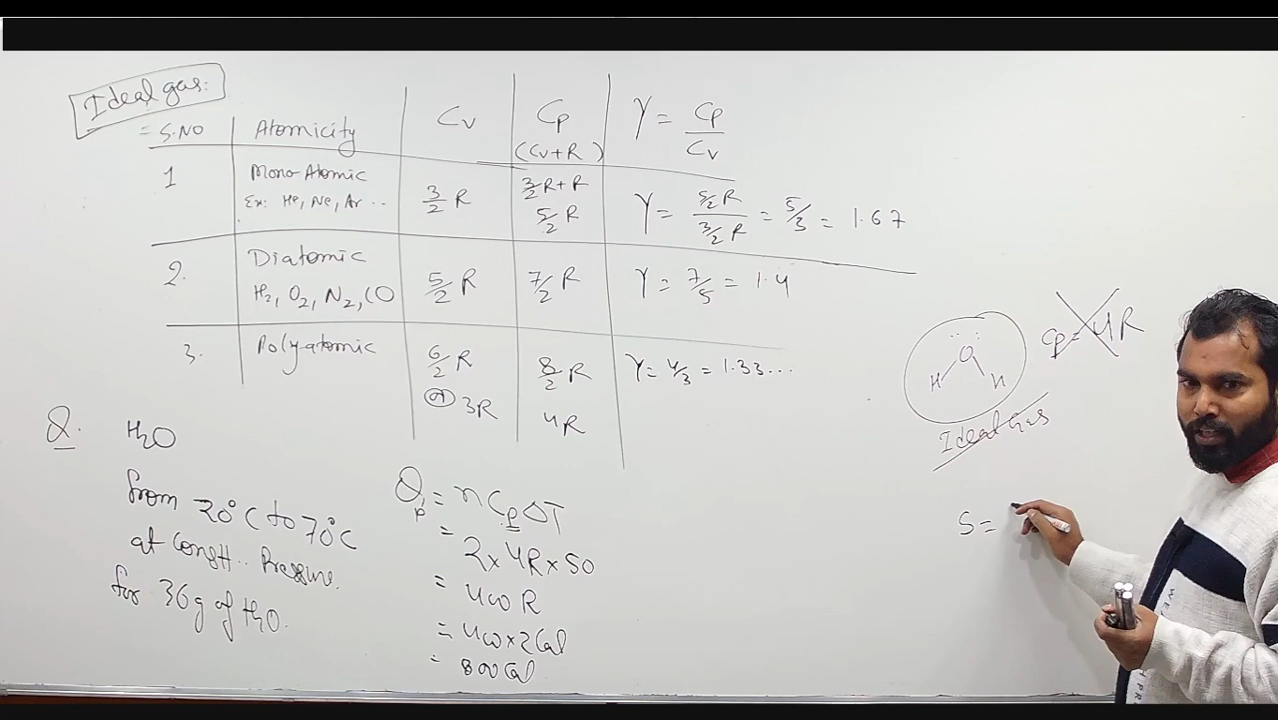 Ideal gas:
S.NO Atomicity Cv Cp (Cv+R) γ = Cp/Cv
1 Mono Atomic 3/2 R 3/2 R + R γ = 5/2 R / 3/2 R = 5/3 = 1.67
Ex: He, Ne, Ar .. 5/2 R
2. Diatomic 5/2 R 7/2 R γ = 7/5 = 1.4
H2, O2, N2, CO
3. Polyatomic 6/2 R 8/2 R γ = 4/3 = 1.33...
3R 4R
Q. H2O
from 20°C to 70°C
at Constt.. Pressure.
for 36g of H2O.
Qp = nCpΔT
= 2 x 4R x 50
= 400 R
= 400 x 2 Cal
= 800 Cal
H O H
Cp = 4R
Ideal Gas
S =